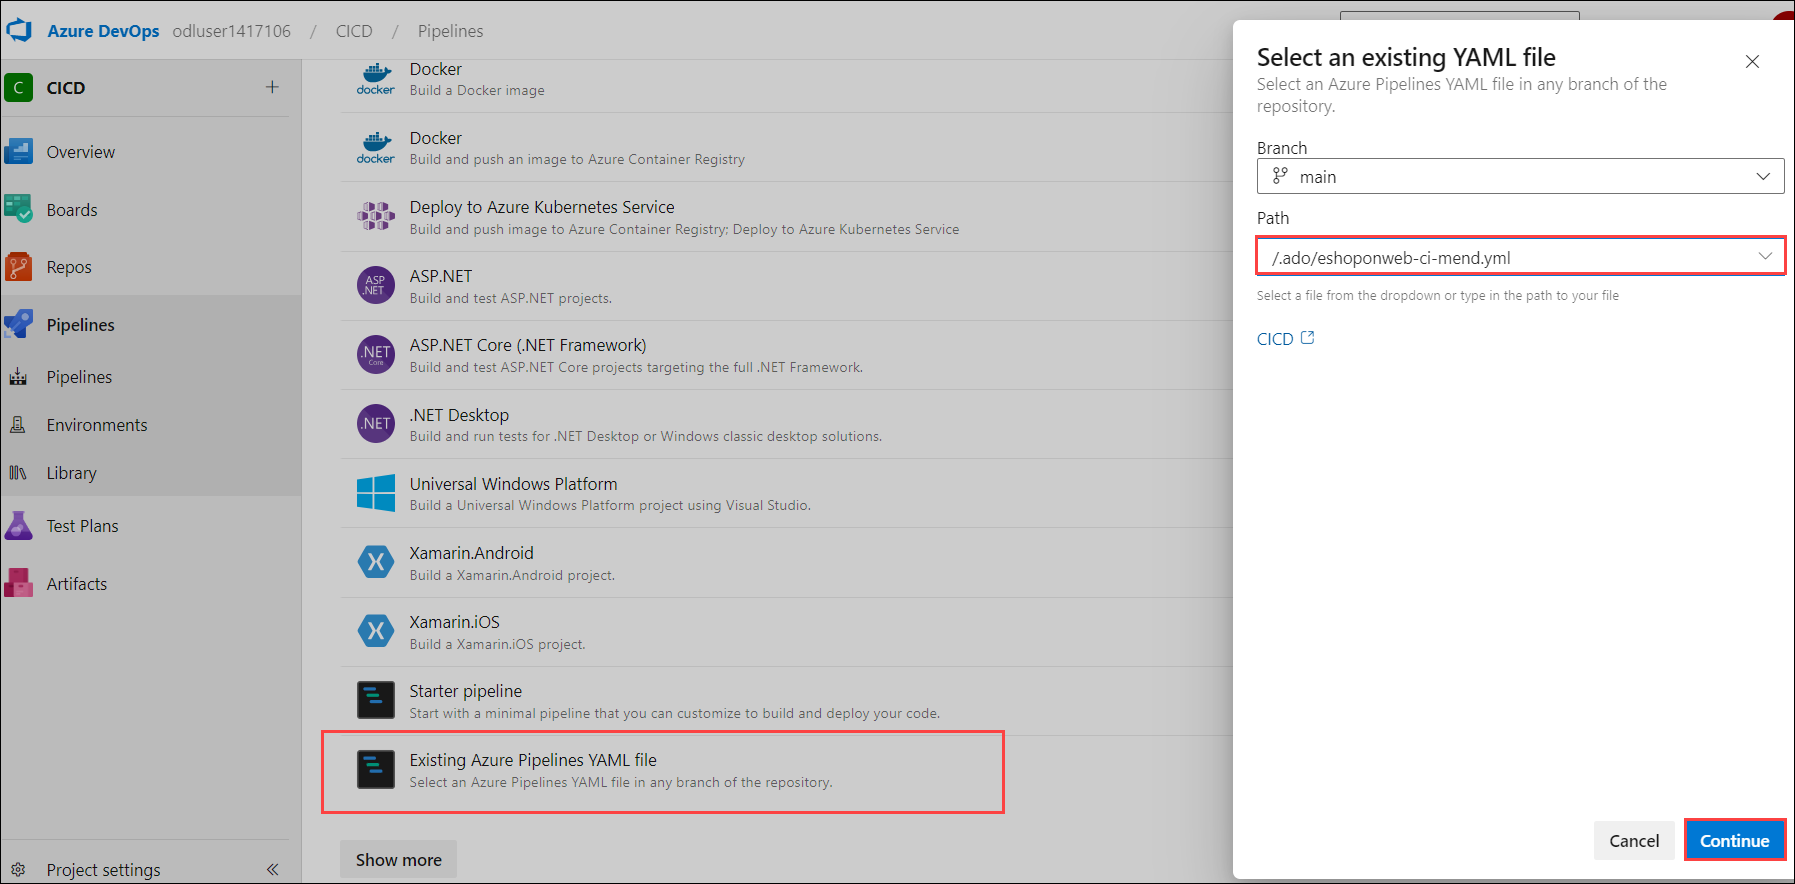 Azure DevOps odluser1417106 / CICD / Pipelines
C CICD +
Overview
Boards
Repos
Pipelines
Pipelines
Environments
Library
Test Plans
Artifacts
Project settings
docker
Docker
Build a Docker image
docker
Docker
Build and push an image to Azure Container Registry
Deploy to Azure Kubernetes Service
Build and push image to Azure Container Registry; Deploy to Azure Kubernetes Service
ASP
.NET
ASP.NET
Build and test ASP.NET projects.
.NET
Core
ASP.NET Core (.NET Framework)
Build and test ASP.NET Core projects targeting the full .NET Framework.
.NET
.NET Desktop
Build and run tests for .NET Desktop or Windows classic desktop solutions.
Universal Windows Platform
Build a Universal Windows Platform project using Visual Studio.
Xamarin.Android
Build a Xamarin.Android project.
Xamarin.iOS
Build a Xamarin.iOS project.
Starter pipeline
Start with a minimal pipeline that you can customize to build and deploy your code.
Existing Azure Pipelines YAML file
Select an Azure Pipelines YAML file in any branch of the repository.
Show more
Select an existing YAML file
Select an Azure Pipelines YAML file in any branch of the
repository.
Branch
main
Path
/.ado/eshoponweb-ci-mend.yml
Select a file from the dropdown or type in the path to your file
CICD
Cancel
Continue